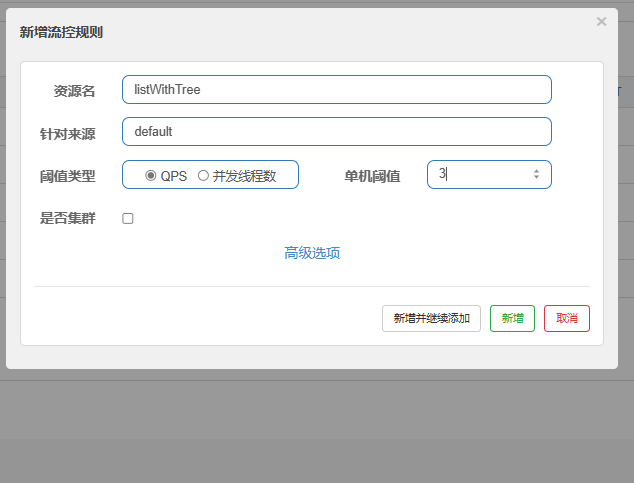 新增流控规则
资源名 listWithTree
针对来源 default
阈值类型 QPS 并发线程数 单机阈值 3
是否集群
高级选项
新增并继续添加 新增 取消